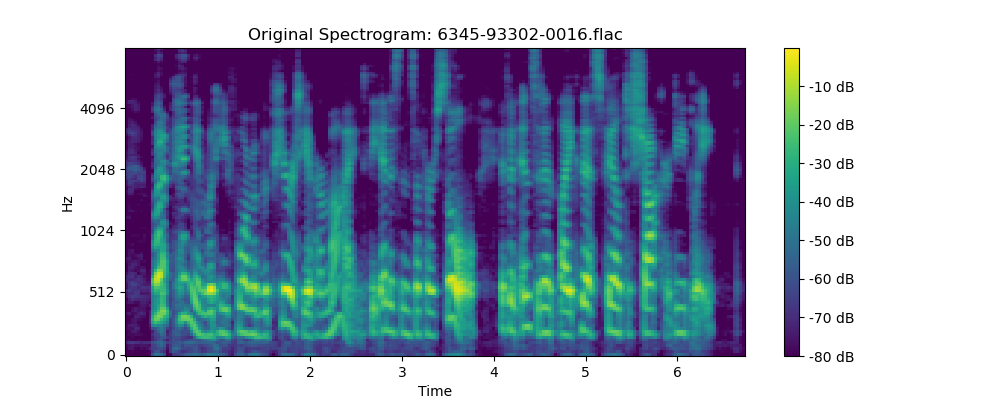 Original Spectrogram: 6345-93302-0016.flac
Hz
4096
2048
1024
512
0
0 1 2 3 4 5 6
Time
-10 dB
-20 dB
-30 dB
-40 dB
-50 dB
-60 dB
-70 dB
-80 dB